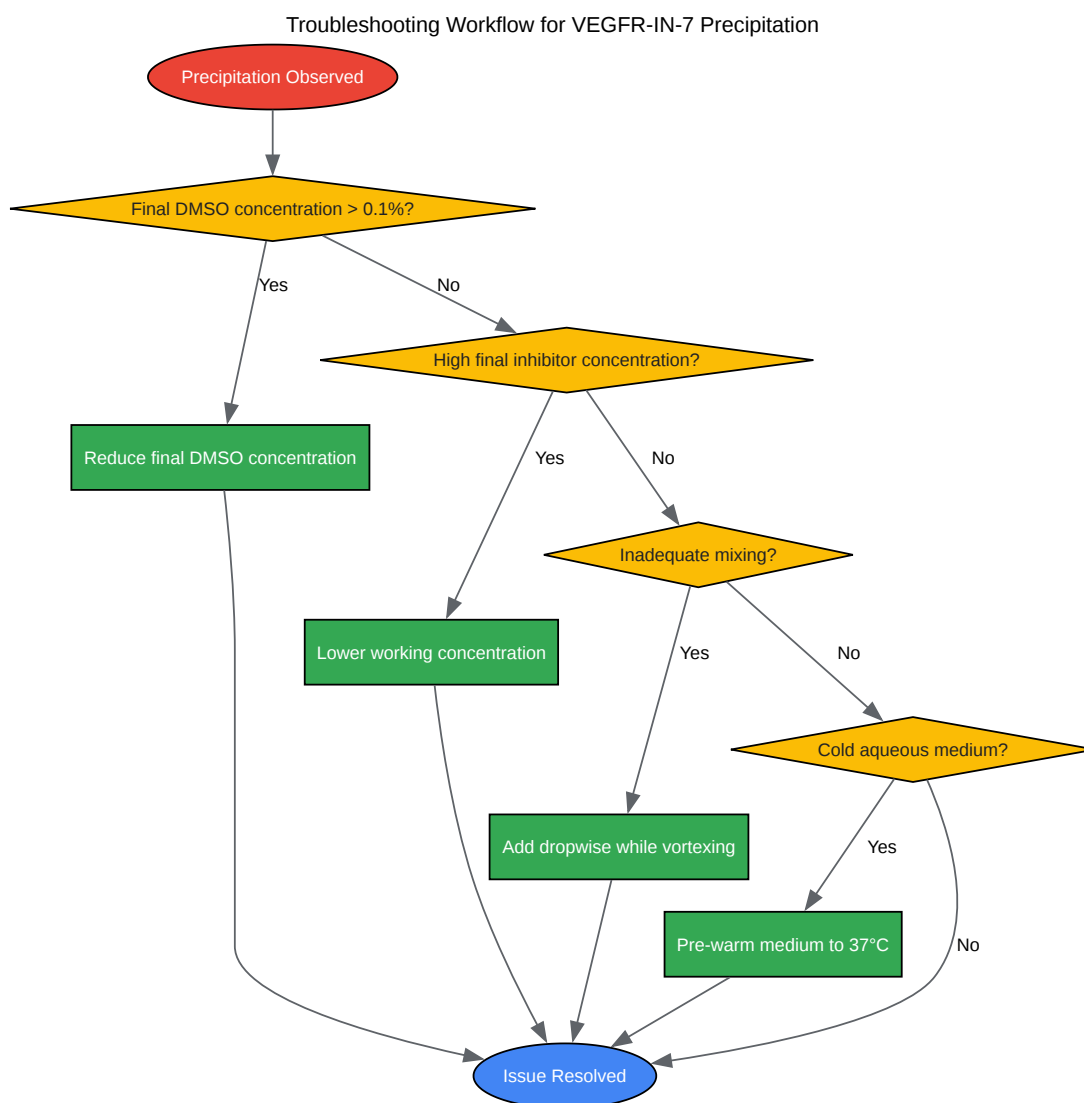 Troubleshooting Workflow for VEGFR-IN-7 Precipitation
Precipitation Observed
Final DMSO concentration > 0.1%?
Yes
No
High final inhibitor concentration?
Reduce final DMSO concentration
Yes
No
Inadequate mixing?
Lower working concentration
Yes
No
Cold aqueous medium?
Add dropwise while vortexing
Yes
Pre-warm medium to 37°C
No
Issue Resolved